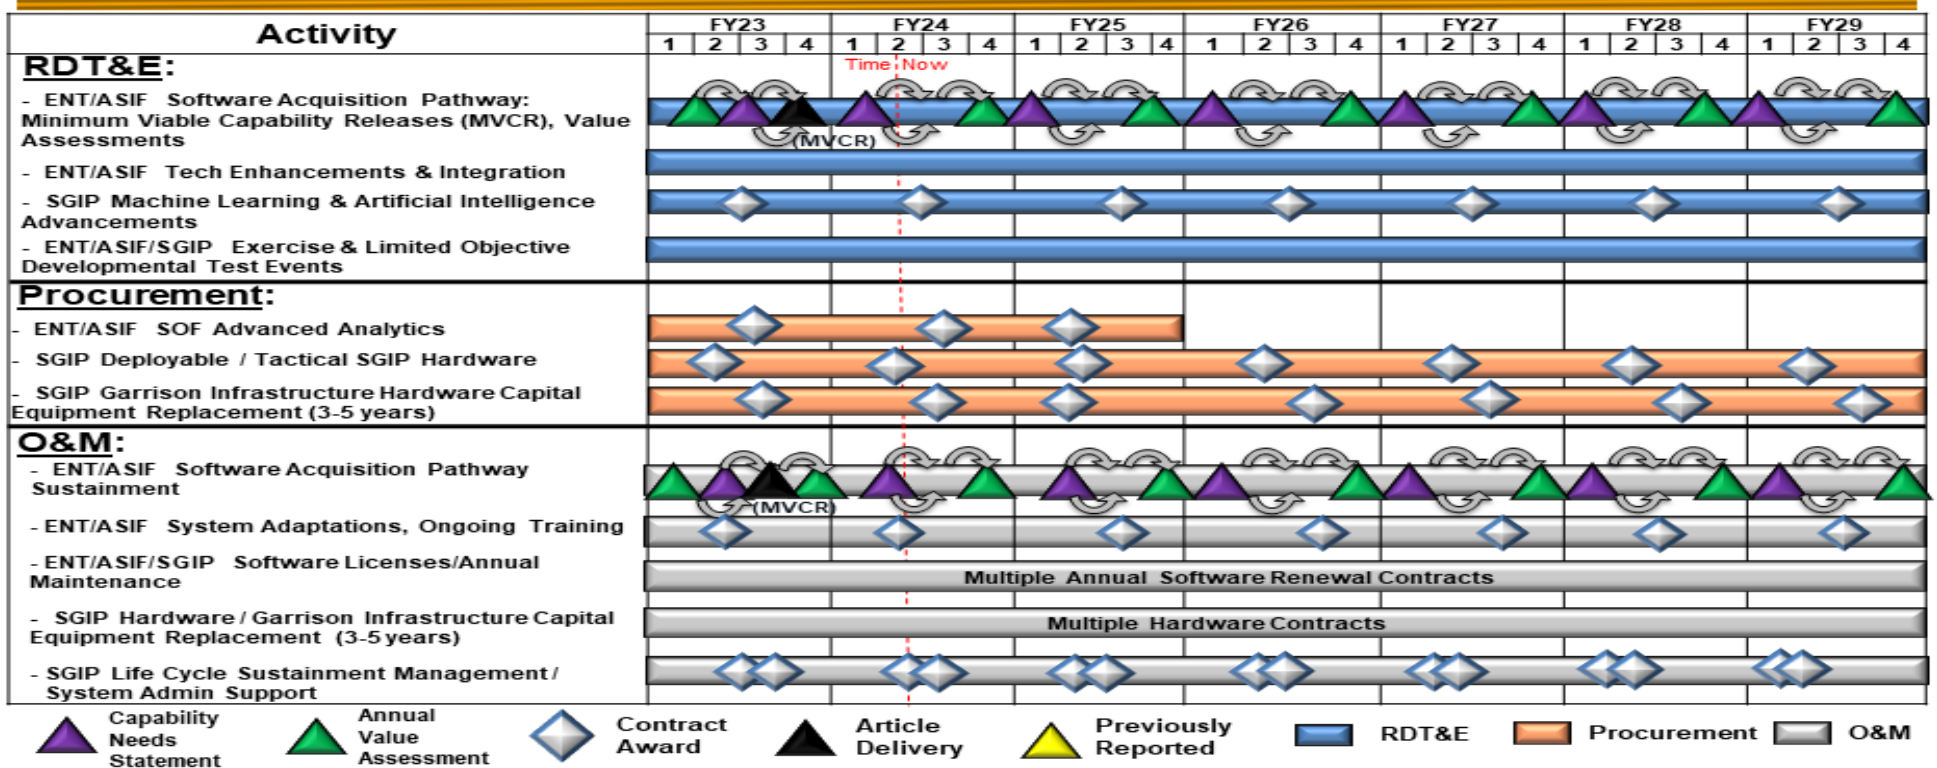 Activity
FY23 FY24 FY25 FY26 FY27 FY28 FY29
1 2 3 4 1 2 3 4 1 2 3 4 1 2 3 4 1 2 3 4 1 2 3 4 1 2 3 4
Time Now
RDT&E:
- ENT/ASIF Software Acquisition Pathway:
Minimum Viable Capability Releases (MVCR), Value
Assessments
(MVCR)
- ENT/ASIF Tech Enhancements & Integration
- SGIP Machine Learning & Artificial Intelligence
Advancements
- ENT/ASIF/SGIP Exercise & Limited Objective
Developmental Test Events
Procurement:
- ENT/ASIF SOF Advanced Analytics
- SGIP Deployable / Tactical SGIP Hardware
- SGIP Garrison Infrastructure Hardware Capital
Equipment Replacement (3-5 years)
O&M:
- ENT/ASIF Software Acquisition Pathway
Sustainment
(MVCR)
- ENT/ASIF System Adaptations, Ongoing Training
- ENT/ASIF/SGIP Software Licenses/Annual
Maintenance
Multiple Annual Software Renewal Contracts
- SGIP Hardware / Garrison Infrastructure Capital
Equipment Replacement (3-5 years)
Multiple Hardware Contracts
- SGIP Life Cycle Sustainment Management /
System Admin Support
Capability
Needs
Statement
Annual
Value
Assessment
Contract
Award
Article
Delivery
Previously
Reported
RDT&E
Procurement
O&M